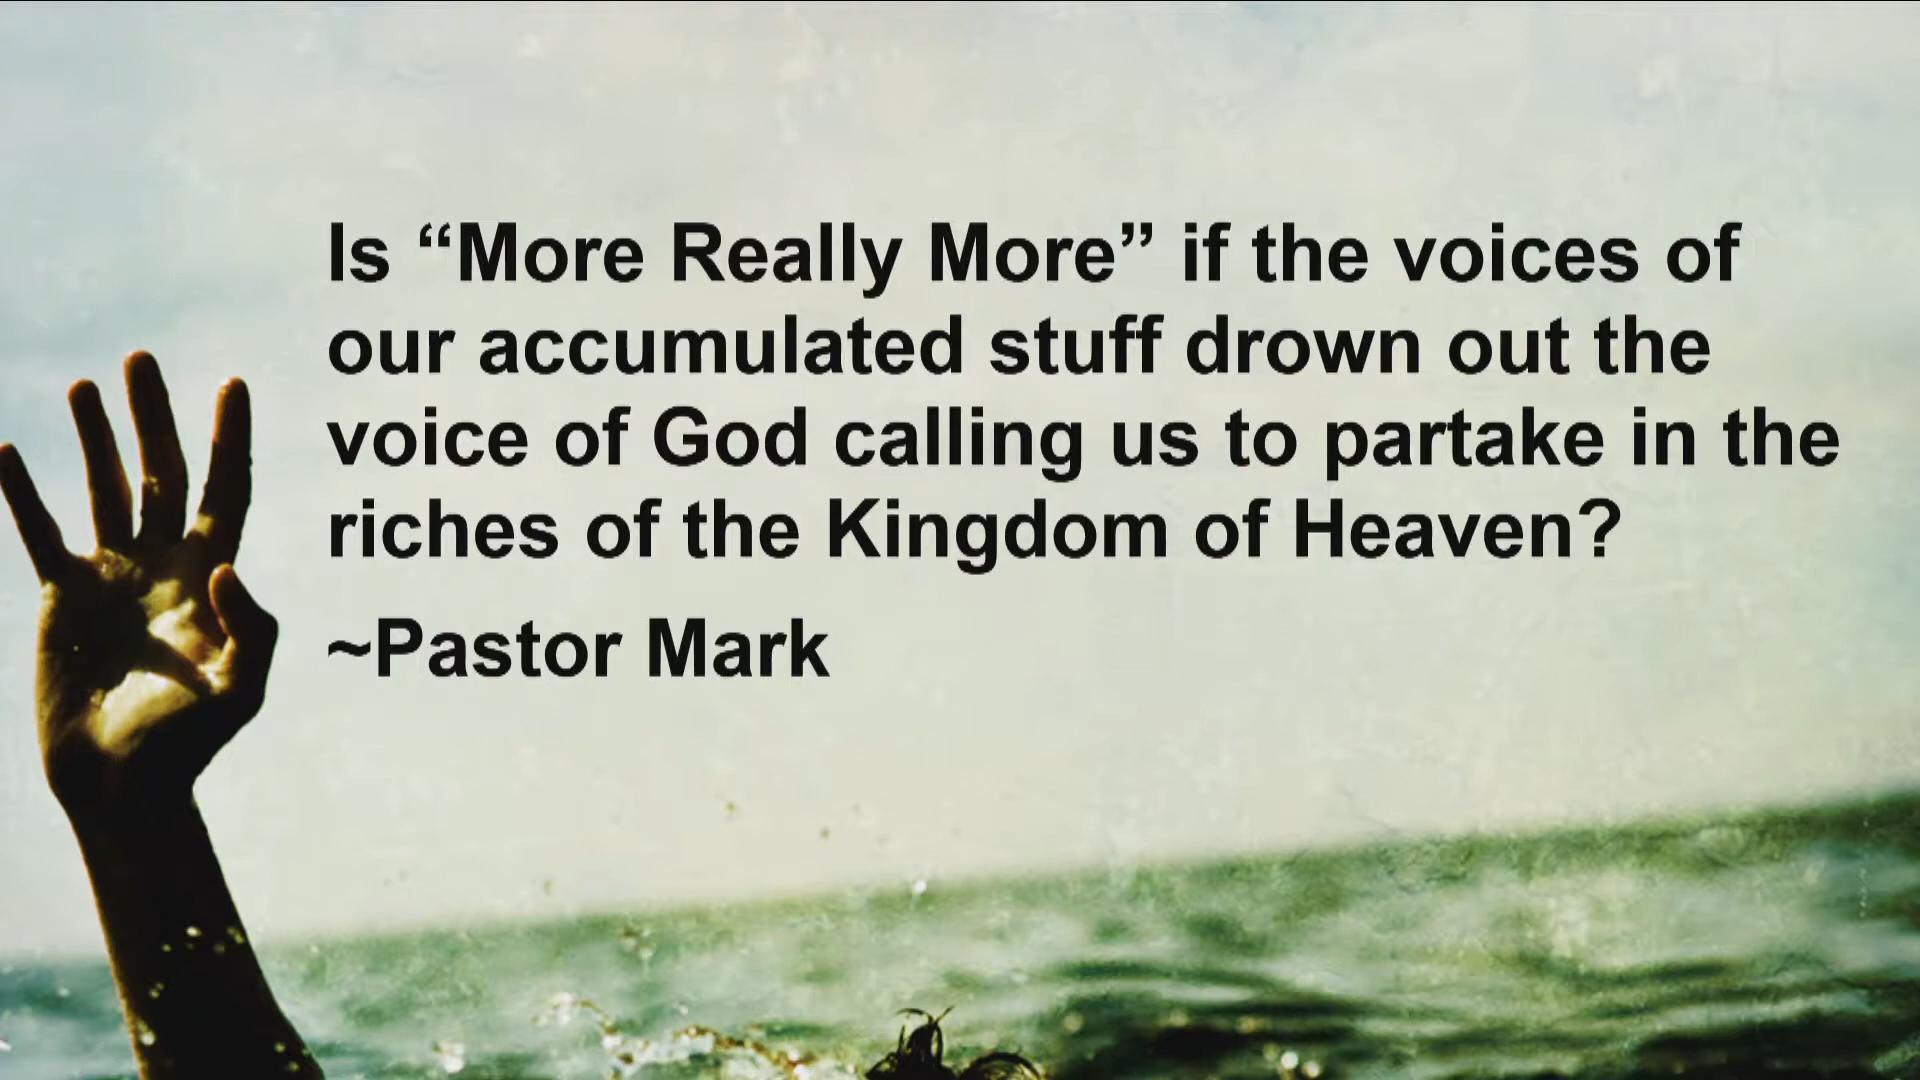 Is “More Really More” if the voices of
our accumulated stuff drown out the
voice of God calling us to partake in the
riches of the Kingdom of Heaven?
~Pastor Mark